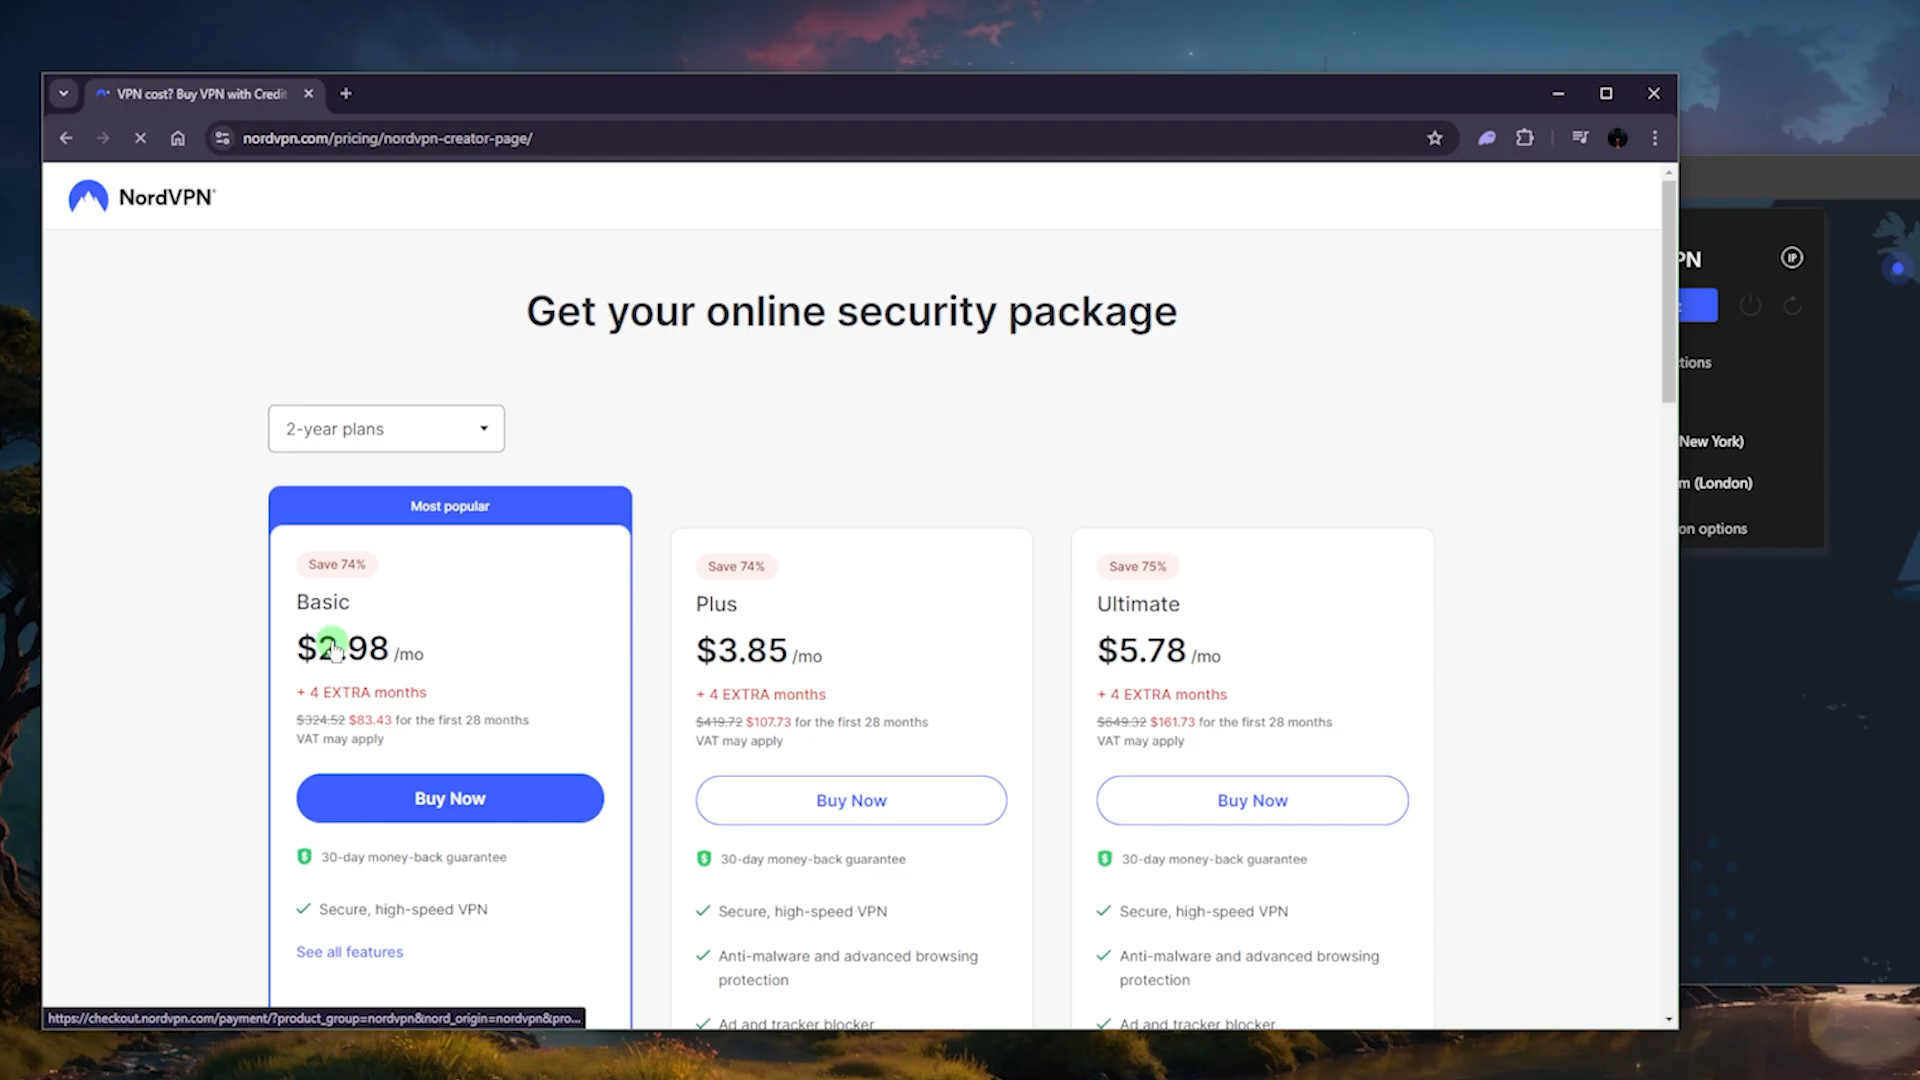 VPN cost? Buy VPN with Credit
nordvpn.com/pricing/nordvpn-creator-page/
NordVPN®
PN
IP
Get your online security package
tions
2-year plans
New York)
m (London)
on options
Most popular
Save 74%
Save 74%
Save 75%
Basic
Plus
Ultimate
$2.98 /mo
$3.85 /mo
$5.78 /mo
+ 4 EXTRA months
+ 4 EXTRA months
+ 4 EXTRA months
$324.52 $83.43 for the first 28 months
$419.72 $107.73 for the first 28 months
$649.32 $161.73 for the first 28 months
VAT may apply
VAT may apply
VAT may apply
Buy Now
Buy Now
Buy Now
30-day money-back guarantee
30-day money-back guarantee
30-day money-back guarantee
Secure, high-speed VPN
Secure, high-speed VPN
Secure, high-speed VPN
See all features
Anti-malware and advanced browsing
protection
Anti-malware and advanced browsing
protection
Ad and tracker blocker
Ad and tracker blocker
https://checkout.nordvpn.com/payment/?product_group=nordvpn&nord_origin=nordvpn&pro...